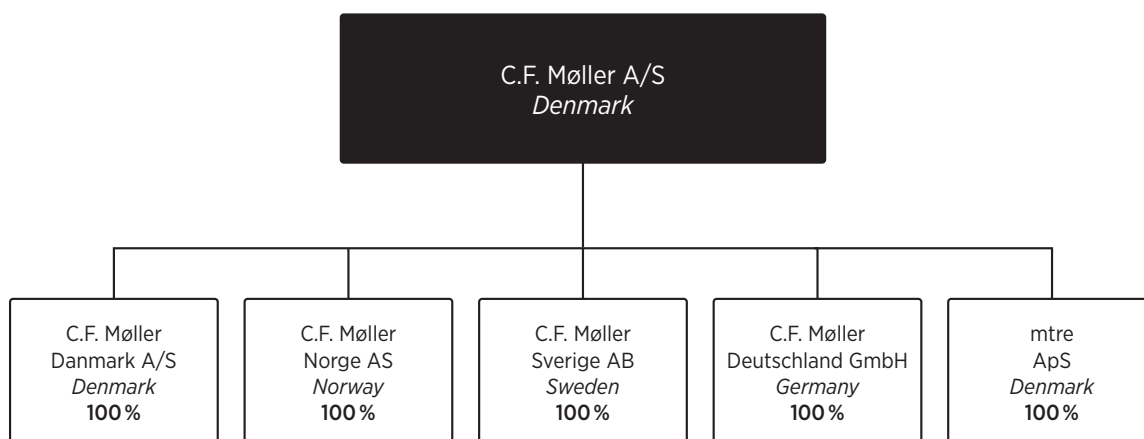 C.F. Møller A/S
Denmark
C.F. Møller
Danmark A/S
Denmark
100 %
C.F. Møller
Norge AS
Norway
100 %
C.F. Møller
Sverige AB
Sweden
100 %
C.F. Møller
Deutschland GmbH
Germany
100 %
mtre
ApS
Denmark
100 %